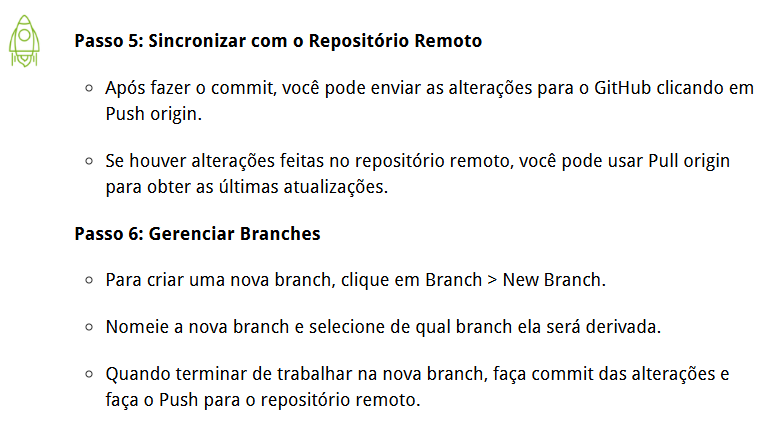 Passo 5: Sincronizar com o Repositório Remoto
Após fazer o commit, você pode enviar as alterações para o GitHub clicando em
Push origin.
Se houver alterações feitas no repositório remoto, você pode usar Pull origin
para obter as últimas atualizações.
Passo 6: Gerenciar Branches
Para criar uma nova branch, clique em Branch > New Branch.
Nomeie a nova branch e selecione de qual branch ela será derivada.
Quando terminar de trabalhar na nova branch, faça commit das alterações e
faça o Push para o repositório remoto.